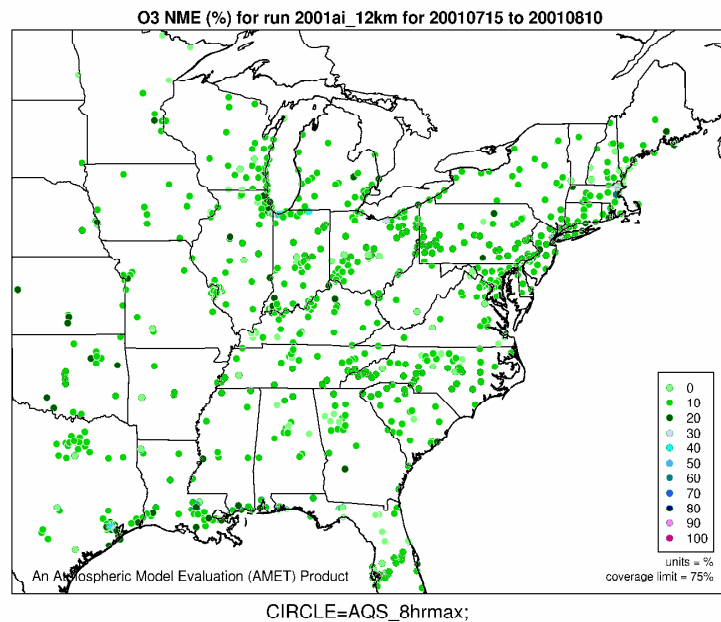 O3 NME (%) for run 2001ai_12km for 20010715 to 20010810
0
10
20
30
40
50
60
70
80
90
100
units = %
coverage limit = 75%
An Atmospheric Model Evaluation (AMET) Product
CIRCLE=AQS_8hrmax;